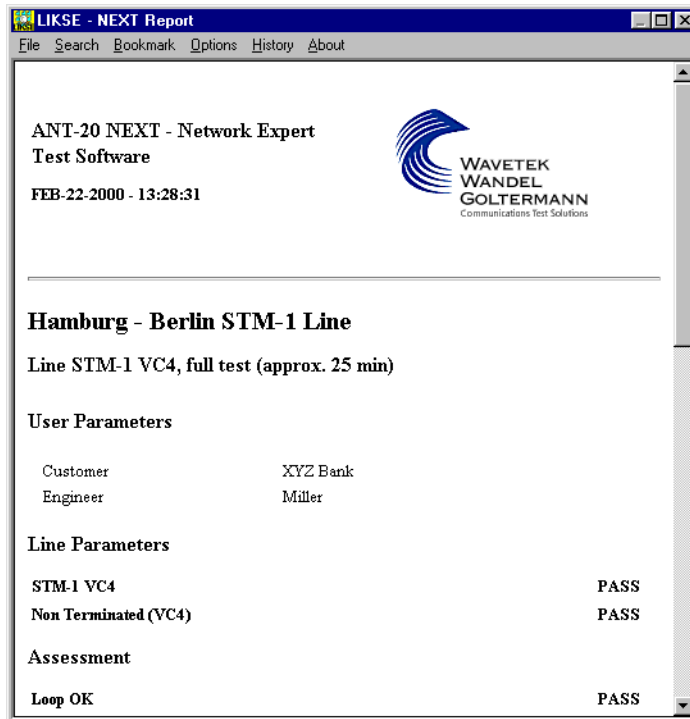 LIKSE - NEXT Report
File Search Bookmark Options History About
ANT-20 NEXT - Network Expert
Test Software
FEB-22-2000 - 13:28:31
WAVETEK
WANDEL
GOLTERMANN
Communications Test Solutions
Hamburg - Berlin STM-1 Line
Line STM-1 VC4, full test (approx. 25 min)
User Parameters
Customer XYZ Bank
Engineer Miller
Line Parameters
STM-1 VC4 PASS
Non Terminated (VC4) PASS
Assessment
Loop OK PASS